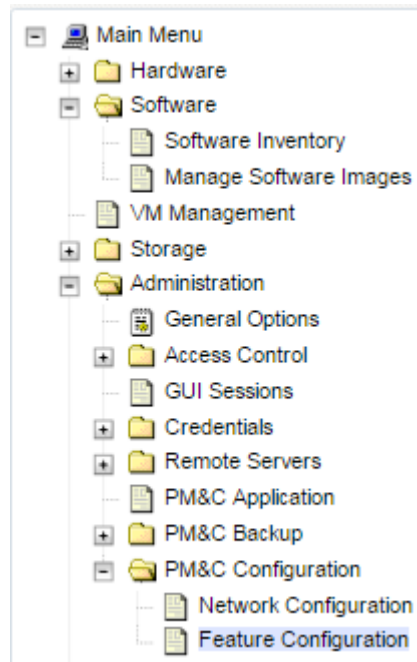 Main Menu
Hardware
Software
Software Inventory
Manage Software Images
VM Management
Storage
Administration
General Options
Access Control
GUI Sessions
Credentials
Remote Servers
PM&C Application
PM&C Backup
PM&C Configuration
Network Configuration
Feature Configuration